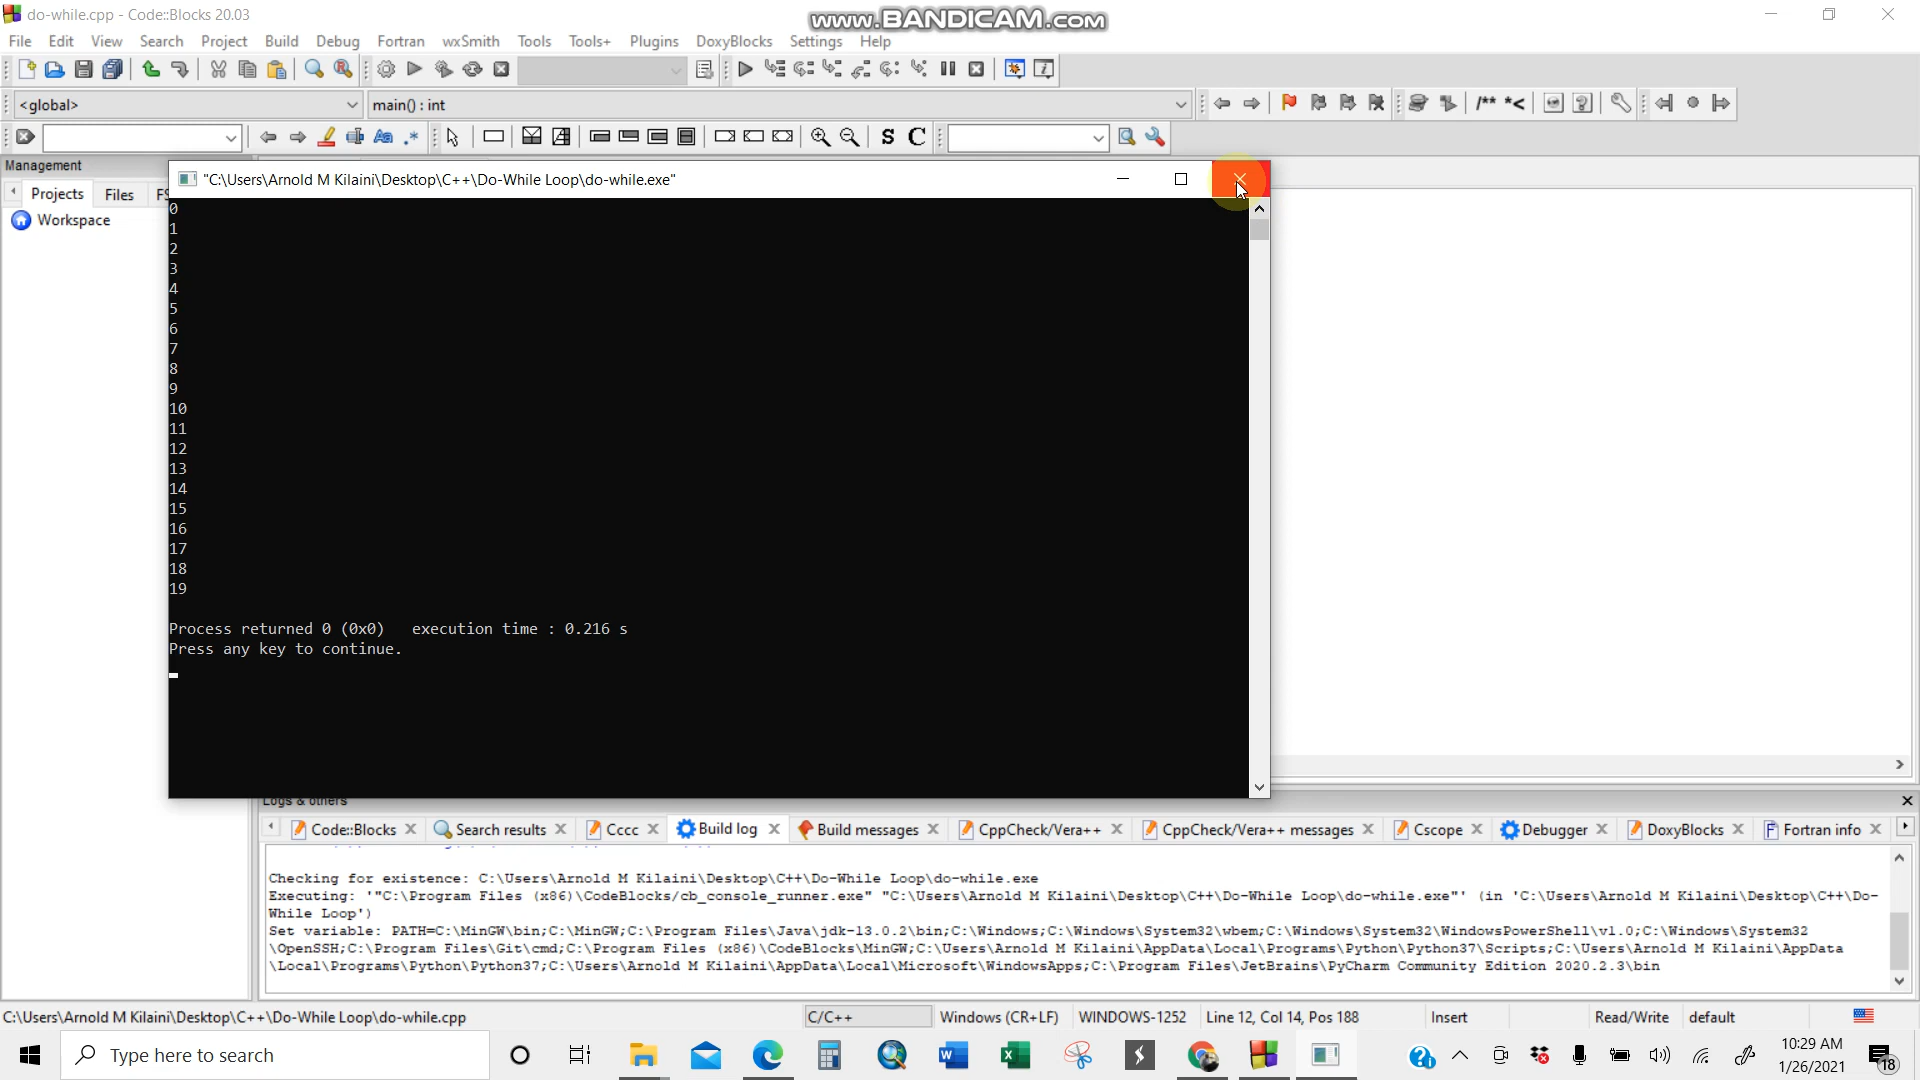 do-while.cpp - Code::Blocks 20.03
www.BANDICAM.com
File Edit View Search Project Build Debug Fortran wxSmith Tools Tools+ Plugins DoxyBlocks Settings Help
<global> main() : int /** *<
Aa .* S C
Management
Projects Files FS
Workspace
"C:\Users\Arnold M Kilaini\Desktop\C++\Do-While Loop\do-while.exe"
0
1
2
3
4
5
6
7
8
9
10
11
12
13
14
15
16
17
18
19
Process returned 0 (0x0)   execution time : 0.216 s
Press any key to continue.
Logs & others
Code::Blocks Search results Cccc Build log Build messages CppCheck/Vera++ CppCheck/Vera++ messages Cscope Debugger DoxyBlocks Fortran info
Checking for existence: C:\Users\Arnold M Kilaini\Desktop\C++\Do-While Loop\do-while.exe
Executing: '"C:\Program Files (x86)\CodeBlocks/cb_console_runner.exe" "C:\Users\Arnold M Kilaini\Desktop\C++\Do-While Loop\do-while.exe"' (in 'C:\Users\Arnold M Kilaini\Desktop\C++\Do-
While Loop')
Set variable: PATH=C:\MinGW\bin;C:\MinGW;C:\Program Files\Java\jdk-13.0.2\bin;C:\Windows;C:\Windows\System32\wbem;C:\Windows\System32\WindowsPowerShell\v1.0;C:\Windows\System32
\OpenSSH;C:\Program Files\Git\cmd;C:\Program Files (x86)\CodeBlocks\MinGW;C:\Users\Arnold M Kilaini\AppData\Local\Programs\Python\Python37\Scripts;C:\Users\Arnold M Kilaini\AppData
\Local\Programs\Python\Python37;C:\Users\Arnold M Kilaini\AppData\Local\Microsoft\WindowsApps;C:\Program Files\JetBrains\PyCharm Community Edition 2020.2.3\bin
C:\Users\Arnold M Kilaini\Desktop\C++\Do-While Loop\do-while.cpp C/C++ Windows (CR+LF) WINDOWS-1252 Line 12, Col 14, Pos 188 Insert Read/Write default
Type here to search
10:29 AM
1/26/2021
18